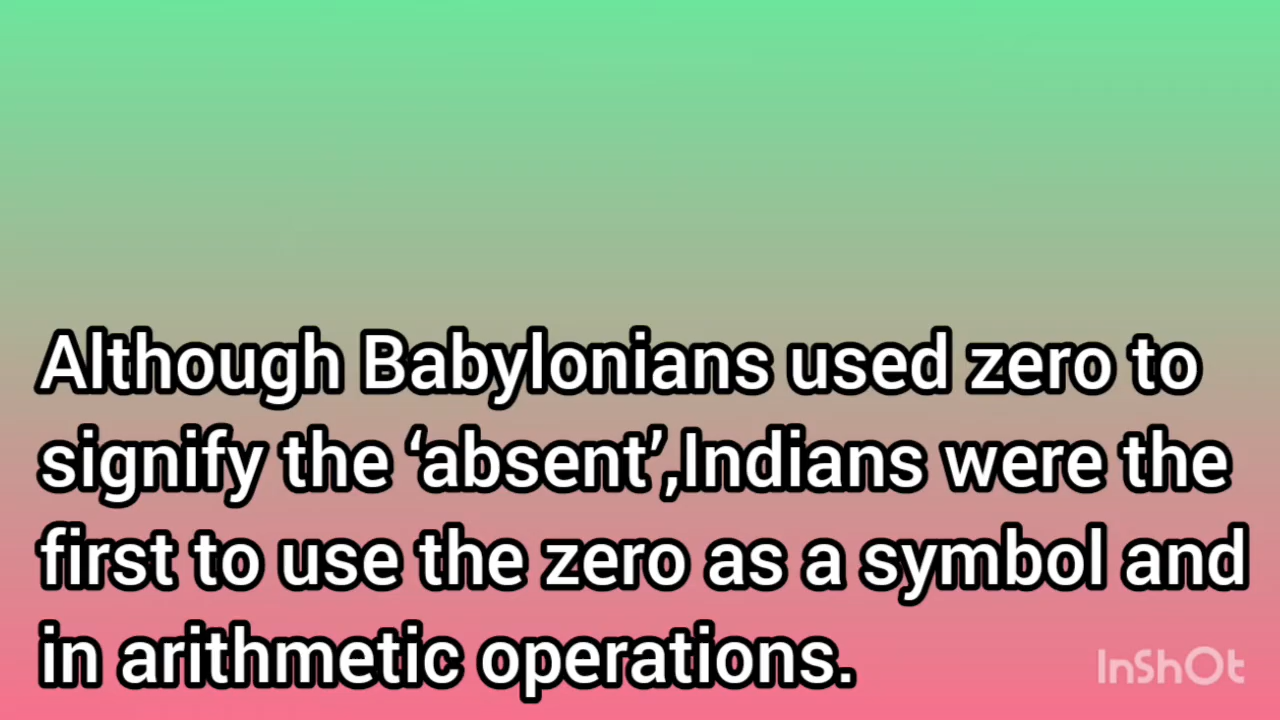 Although Babylonians used zero to
signify the ‘absent’,Indians were the
first to use the zero as a symbol and
in arithmetic operations.
InShOt